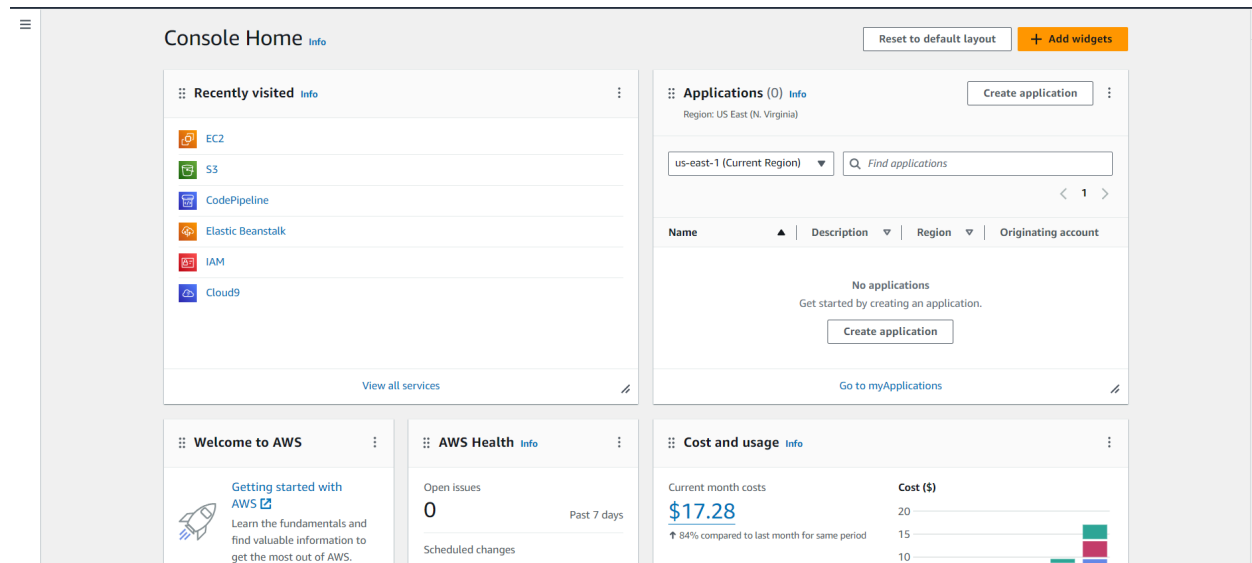 Console Home Info
Reset to default layout
+ Add widgets
Recently visited Info
EC2
S3
CodePipeline
Elastic Beanstalk
IAM
Cloud9
View all services
Applications (0) Info
Create application
Region: US East (N. Virginia)
us-east-1 (Current Region)
Find applications
1
Name Description Region Originating account
No applications
Get started by creating an application.
Create application
Go to myApplications
Welcome to AWS
Getting started with
AWS
Learn the fundamentals and
find valuable information to
get the most out of AWS.
AWS Health Info
Open issues
0 Past 7 days
Scheduled changes
Cost and usage Info
Current month costs
$17.28
↑ 84% compared to last month for same period
Cost ($)
20
15
10